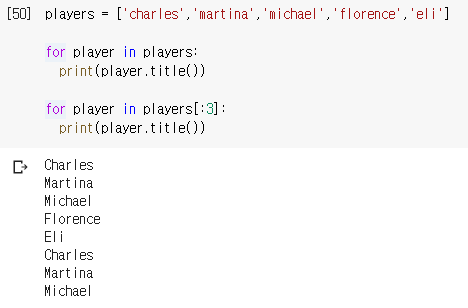 [50] players = ['charles','martina','michael','florence','eli']
for player in players:
  print(player.title())
for player in players[:3]:
  print(player.title())
Charles
Martina
Michael
Florence
Eli
Charles
Martina
Michael